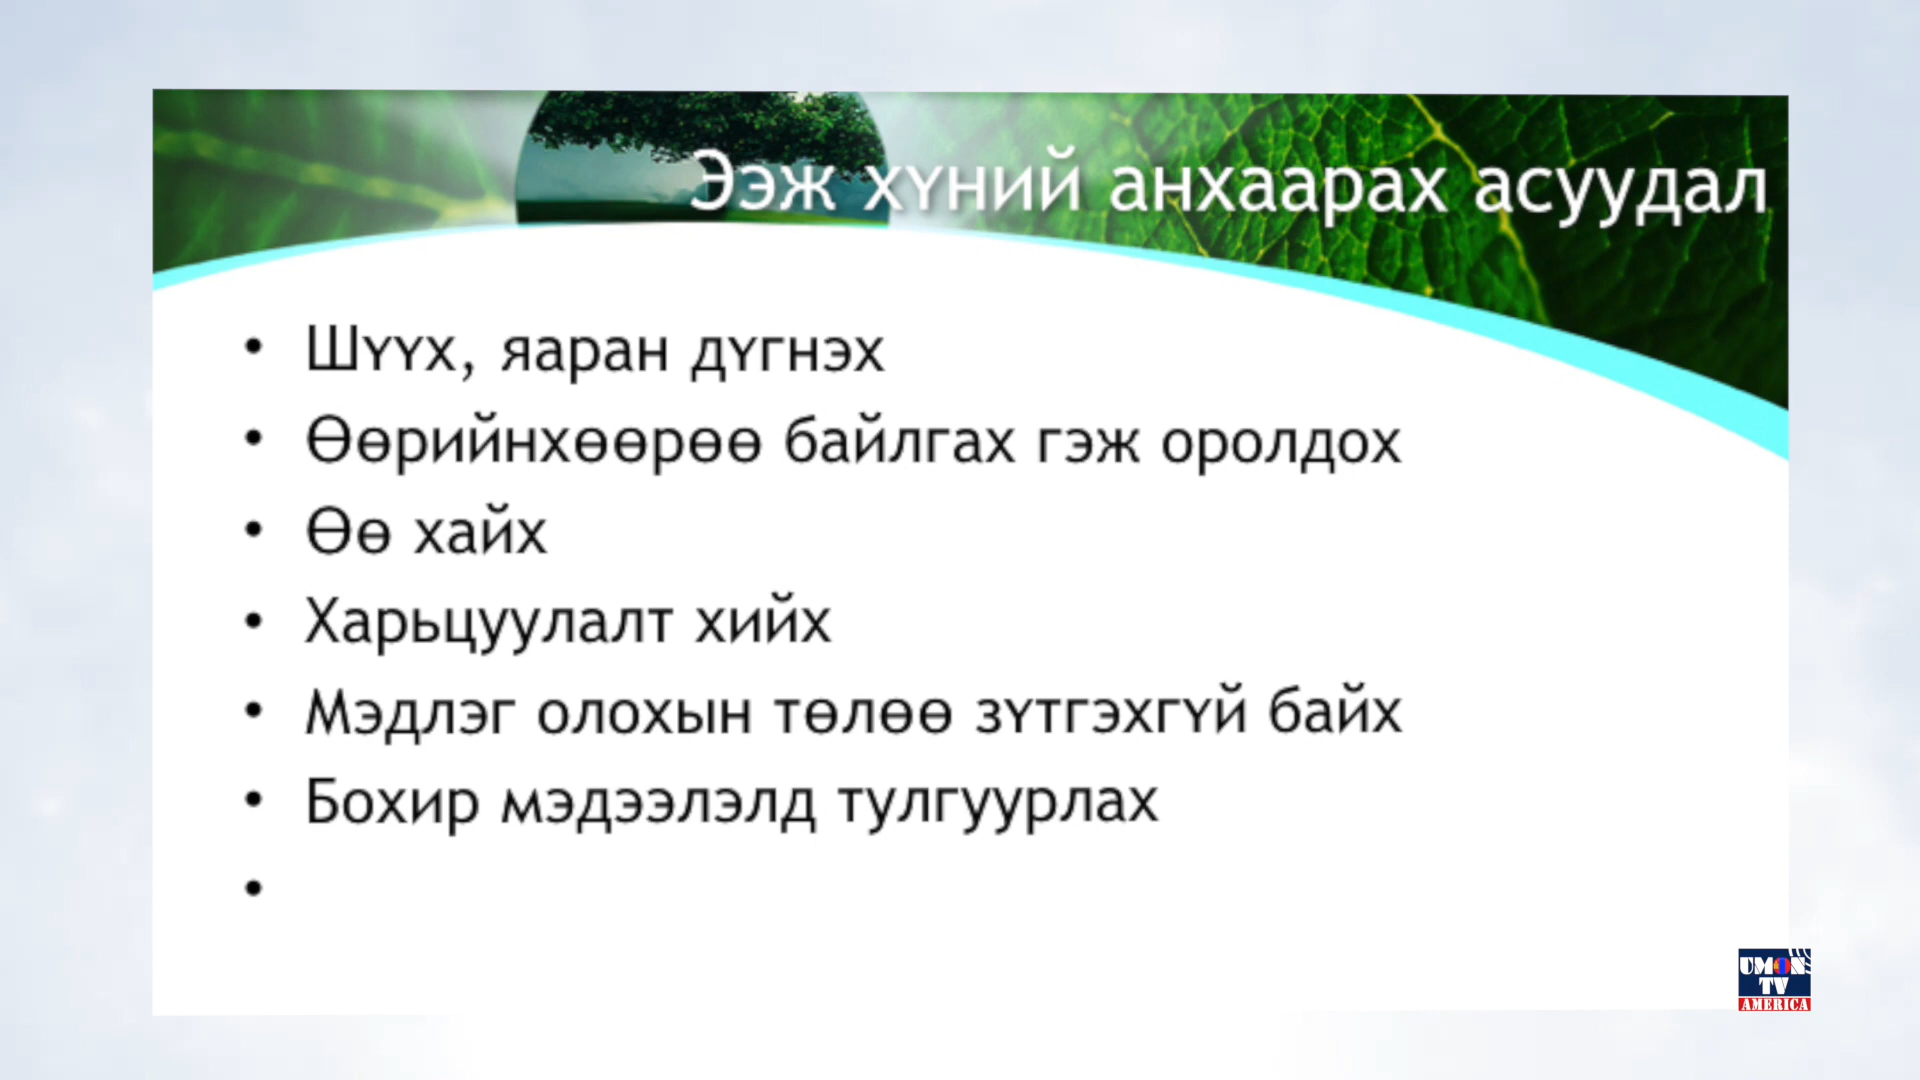 Ээж хүний анхаарах асуудал
• Шүүх, яаран дүгнэх
• Өөрийнхөөрөө байлгах гэж оролдох
• Өө хайх
• Харьцуулалт хийх
• Мэдлэг олохын төлөө зүтгэхгүй байх
• Бохир мэдээлэлд тулгуурлах
•
UMON
TV
AMERICA